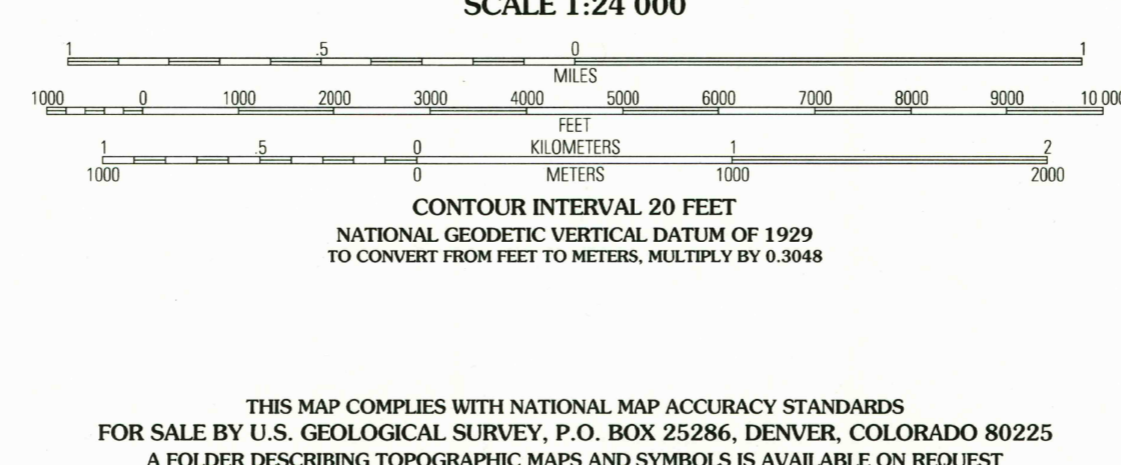 SCALE 1:24 000
1 .5 0 1
MILES
1000 0 1000 2000 3000 4000 5000 6000 7000 8000 9000 10 000
FEET
1 .5 0 KILOMETERS 1 2
1000 0 METERS 1000 2000
CONTOUR INTERVAL 20 FEET
NATIONAL GEODETIC VERTICAL DATUM OF 1929
TO CONVERT FROM FEET TO METERS, MULTIPLY BY 0.3048
THIS MAP COMPLIES WITH NATIONAL MAP ACCURACY STANDARDS
FOR SALE BY U.S. GEOLOGICAL SURVEY, P.O. BOX 25286, DENVER, COLORADO 80225
A FOLDER DESCRIBING TOPOGRAPHIC MAPS AND SYMBOLS IS AVAILABLE ON REQUEST